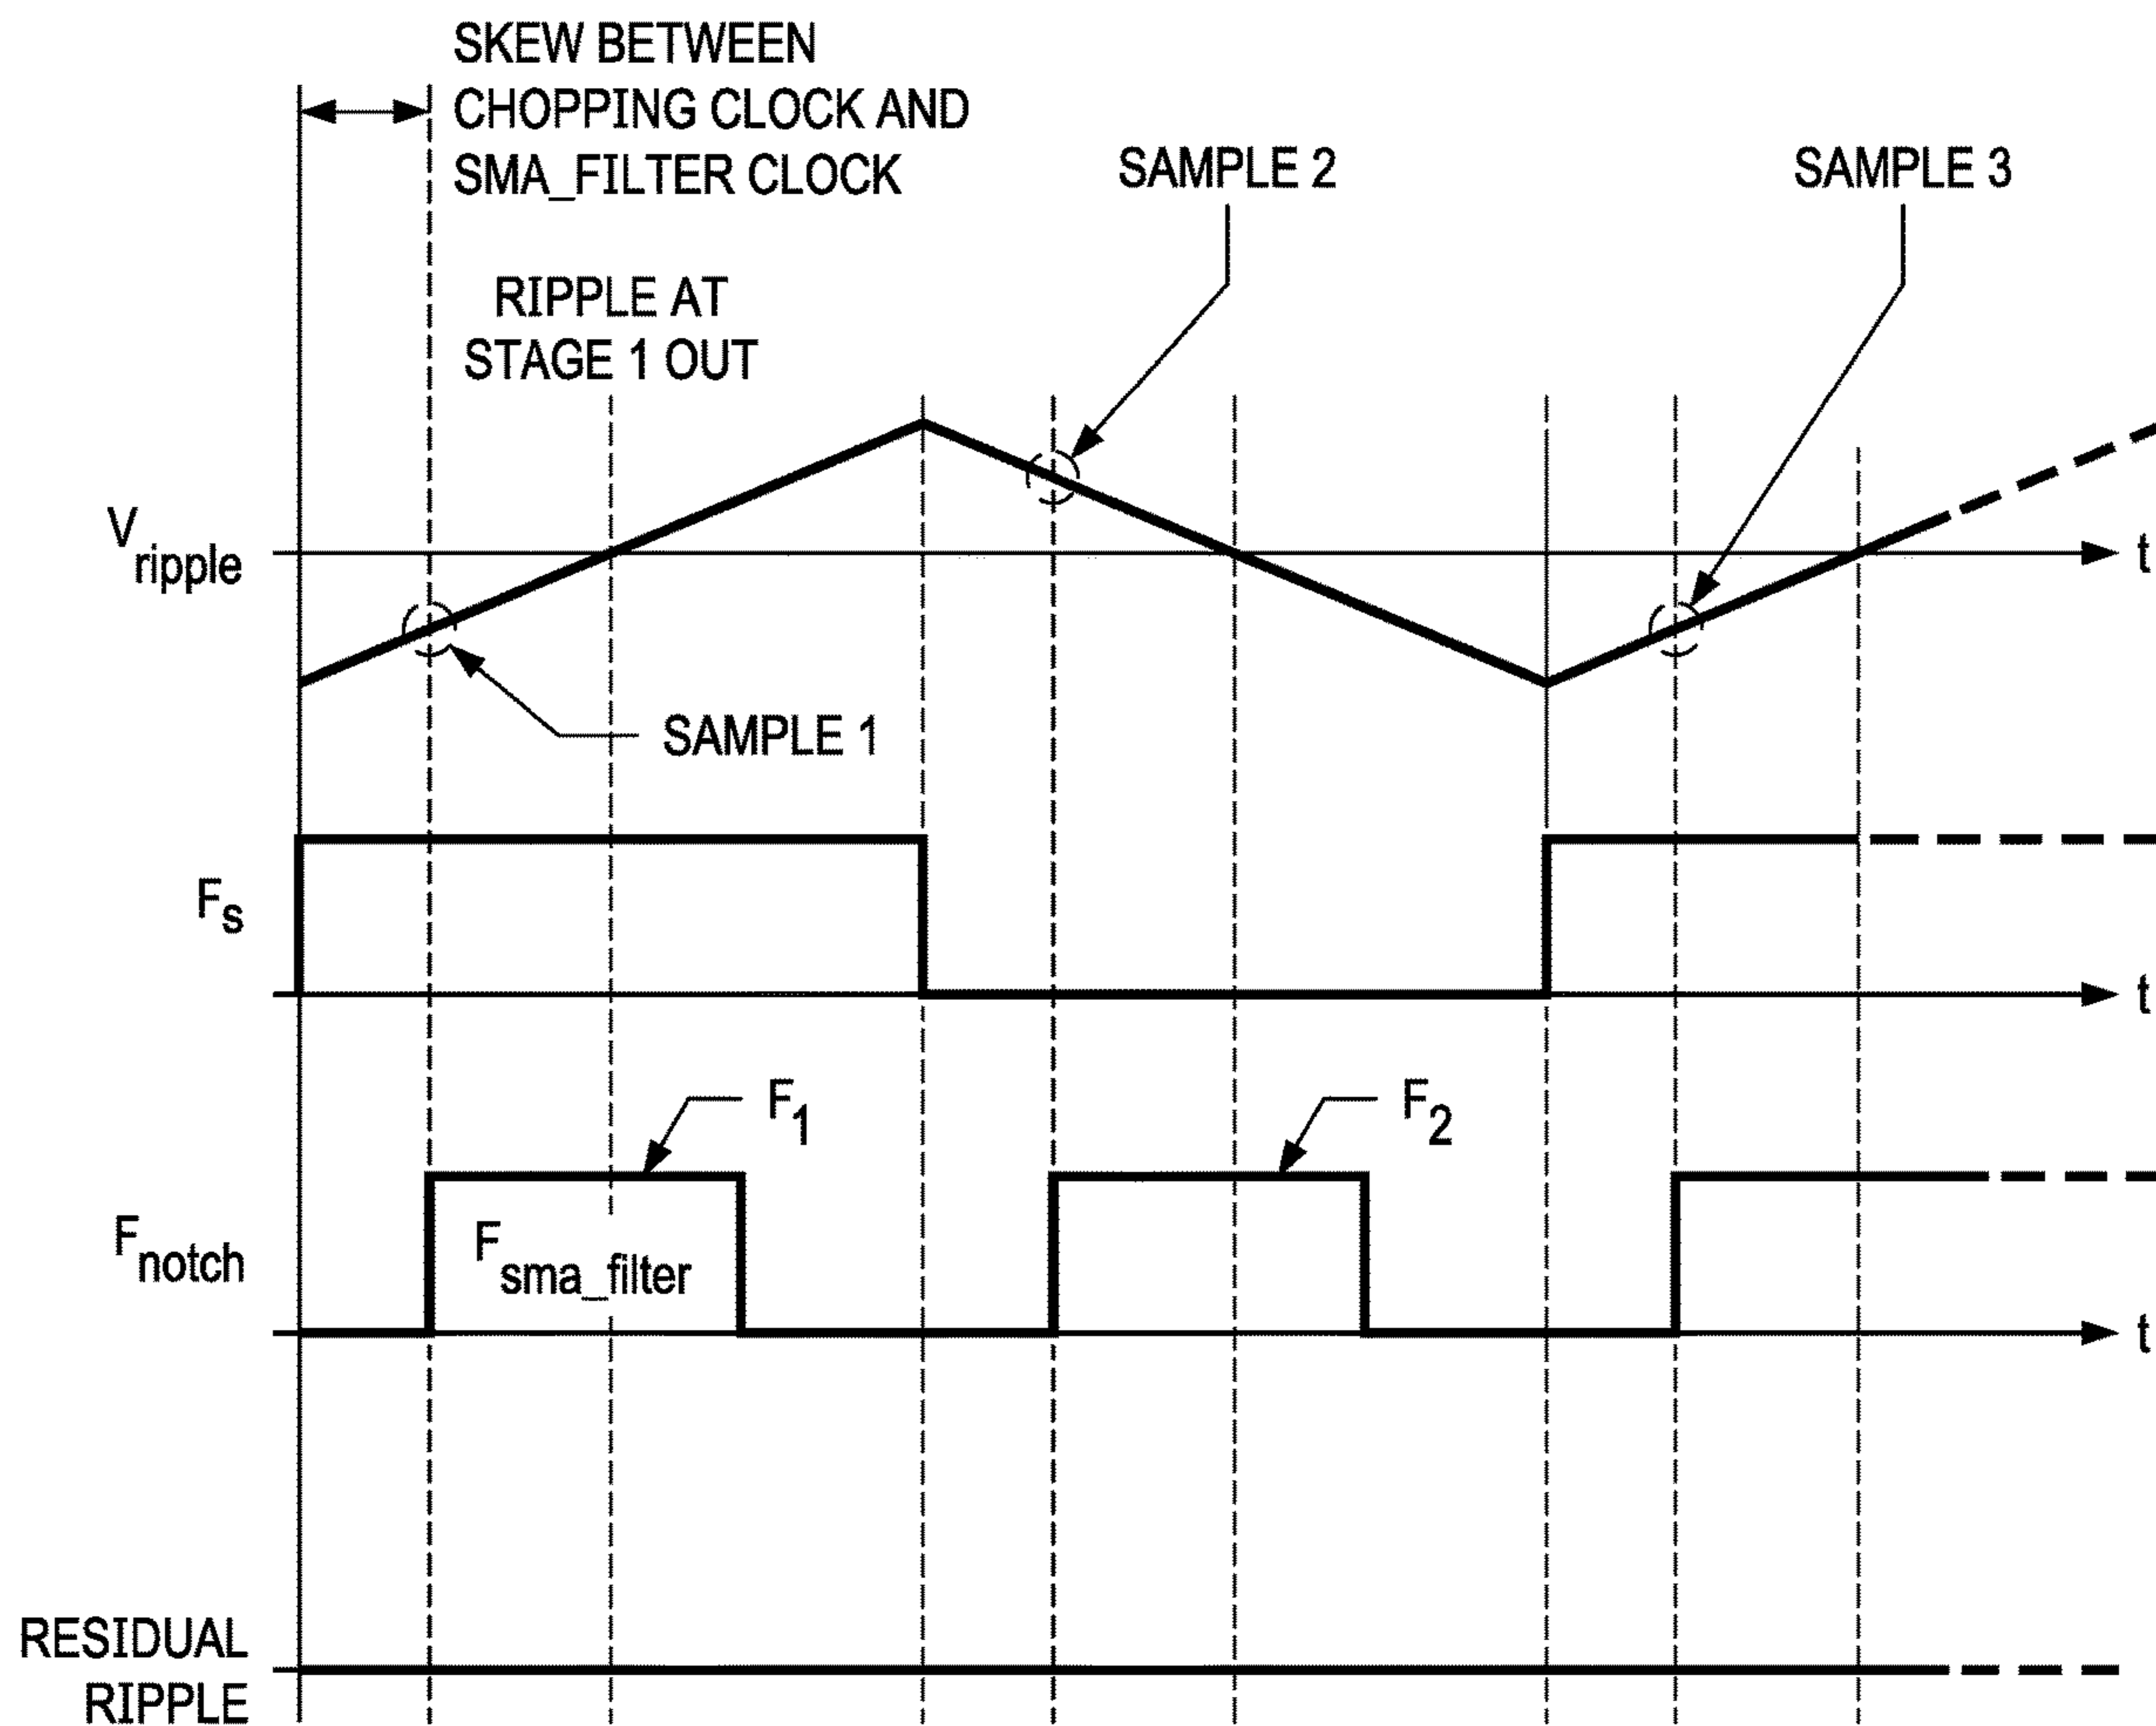 SKEW BETWEEN
CHOPPING CLOCK AND
SMA_FILTER CLOCK
SAMPLE 2
SAMPLE 3
RIPPLE AT
STAGE 1 OUT
Vripple
t
SAMPLE 1
Fs
t
F1
F2
Fnotch
Fsma_filter
t
RESIDUAL
RIPPLE